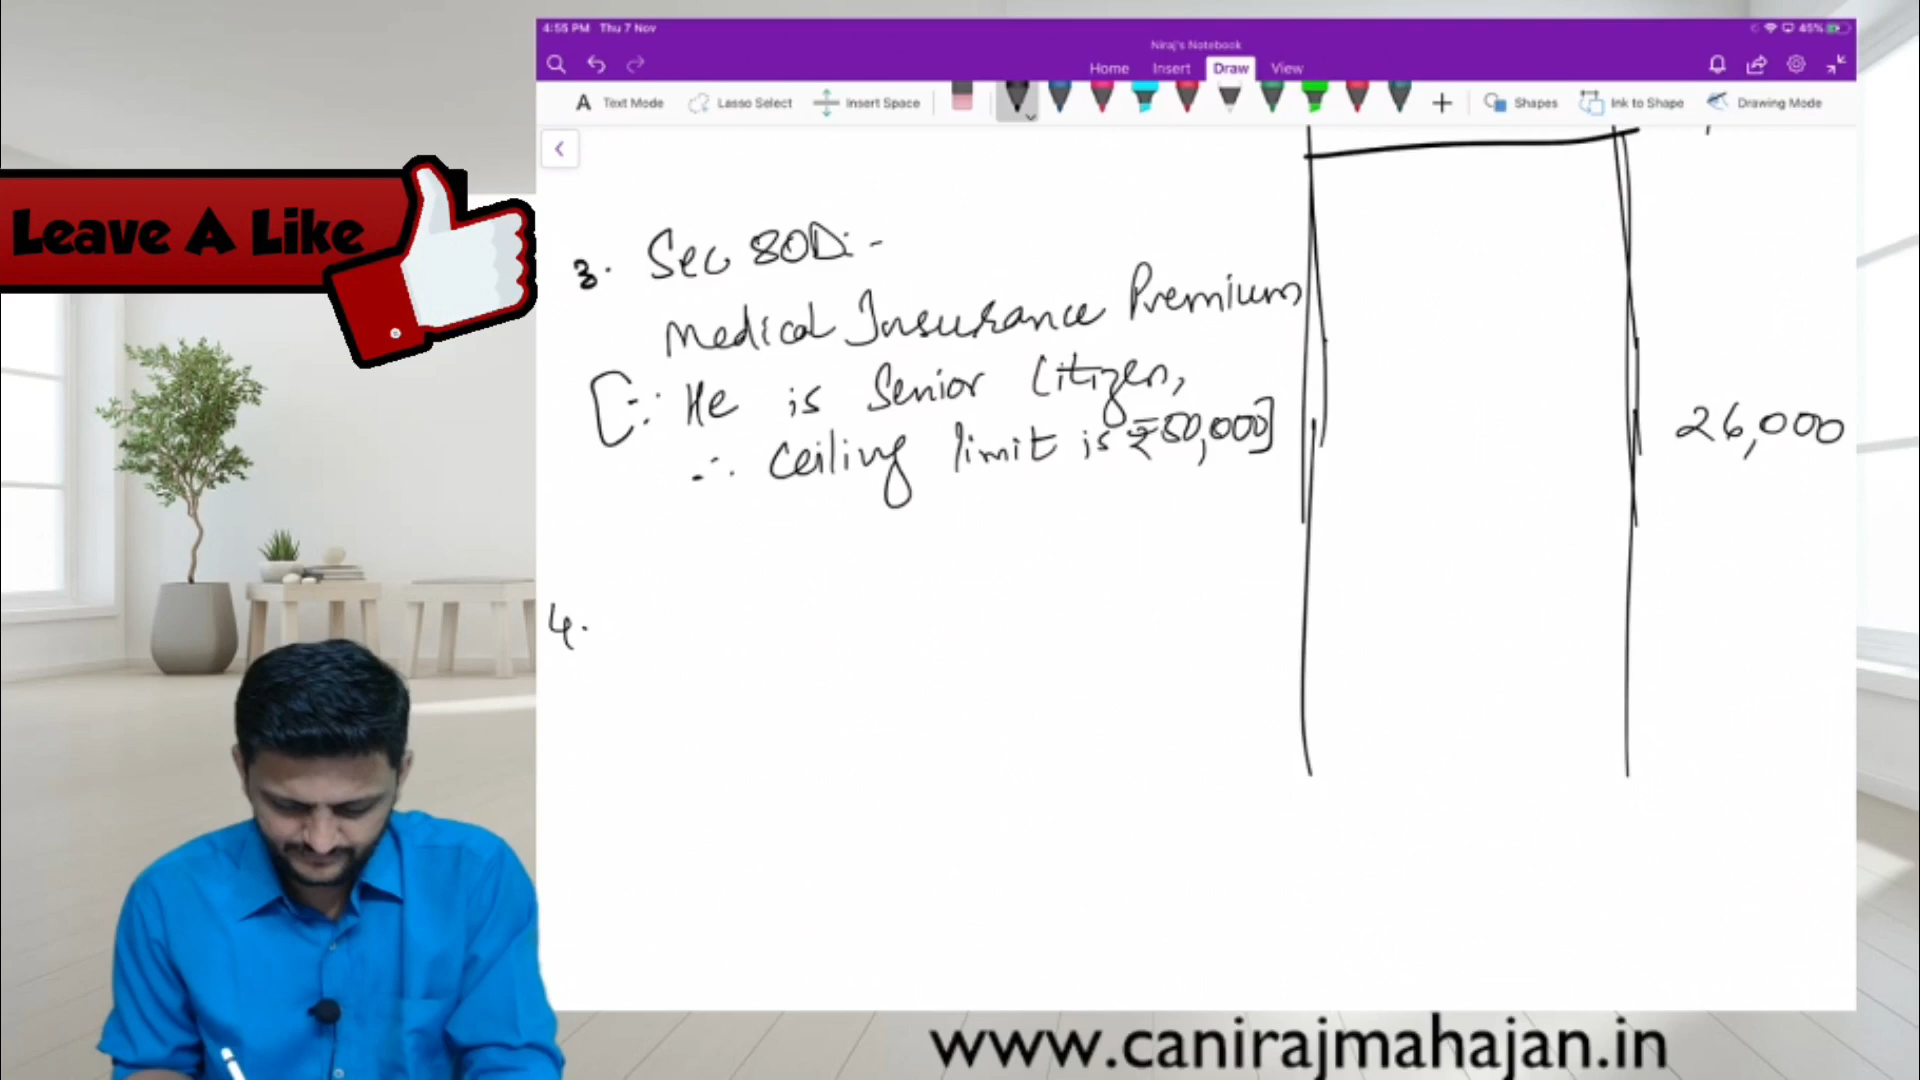 4:55 PM Thu 7 Nov
45%
Niraj's Notebook
Home Insert Draw View
A Text Mode Lasso Select Insert Space Shapes Ink to Shape Drawing Mode
Leave A Like
3. Sec 80D: -
Medical Insurance Premium
[∵ He is Senior Citizen,
∴ Ceiling limit is ₹50,000]
26,000
4.
www.canirajmahajan.in